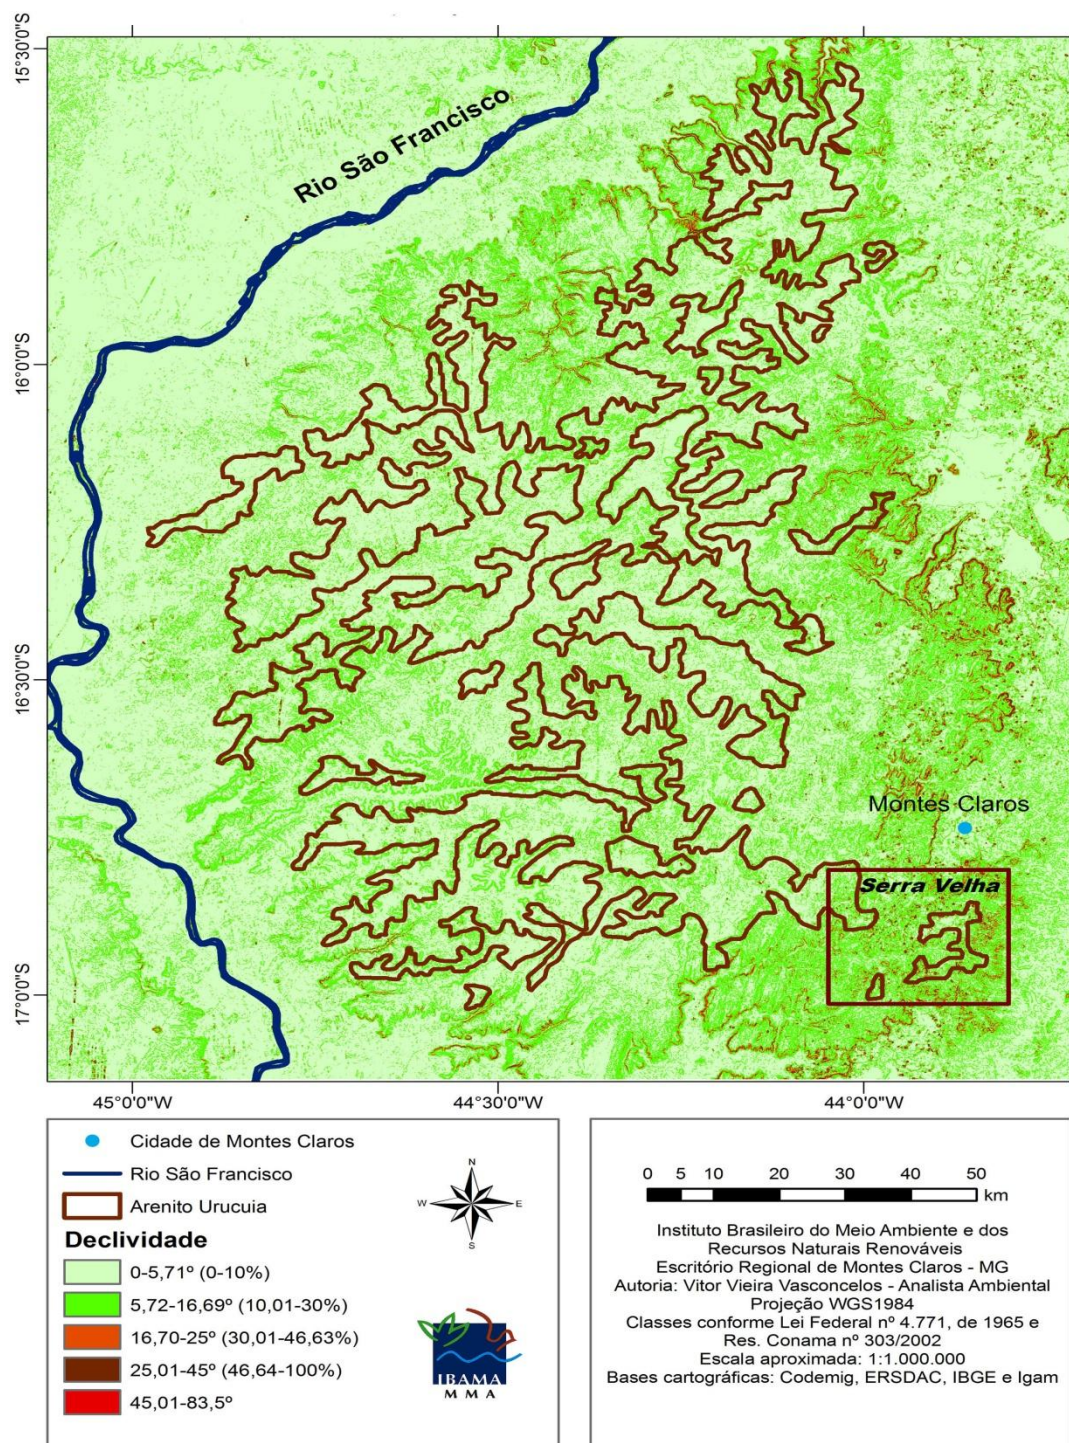 15°30'0"S
Rio São Francisco
16°0'0"S
16°30'0"S
Montes Claros
Serra Velha
17°0'0"S
45°0'0"W
44°30'0"W
44°0'0"W
Cidade de Montes Claros
Rio São Francisco
Arenito Urucuia
Declividade
0-5,71º (0-10%)
5,72-16,69º (10,01-30%)
16,70-25º (30,01-46,63%)
25,01-45º (46,64-100%)
45,01-83,5º
N
W
E
S
IBAMA
MMA
0 5 10 20 30 40 50
km
Instituto Brasileiro do Meio Ambiente e dos
Recursos Naturais Renováveis
Escritório Regional de Montes Claros - MG
Autoria: Vitor Vieira Vasconcelos - Analista Ambiental
Projeção WGS1984
Classes conforme Lei Federal nº 4.771, de 1965 e
Res. Conama nº 303/2002
Escala aproximada: 1:1.000.000
Bases cartográficas: Codemig, ERSDAC, IBGE e Igam